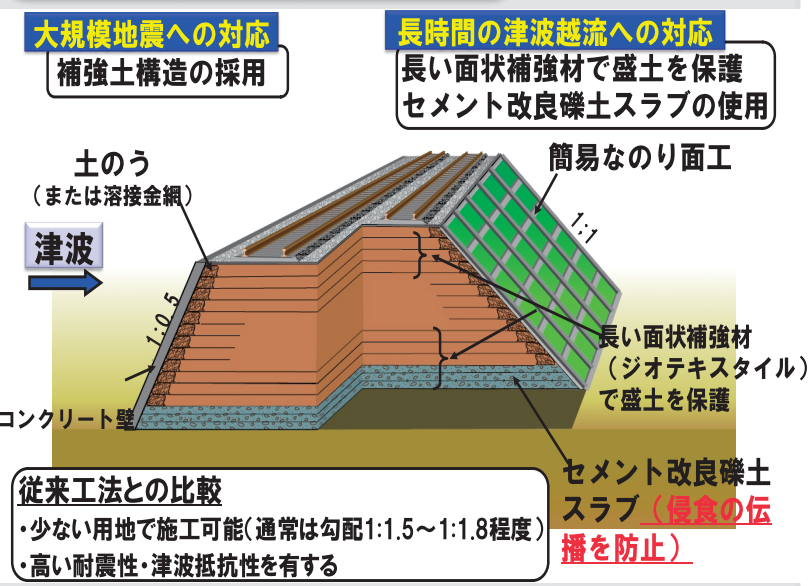 大規模地震への対応
補強土構造の採用
長時間の津波越流への対応
長い面状補強材で盛土を保護
セメント改良礫土スラブの使用
土のう
（または溶接金網）
簡易なのり面工
1:1
津波
1:0.5
長い面状補強材
（ジオテキスタイル）
で盛土を保護
コンクリート壁
セメント改良礫土
スラブ（侵食の伝
播を防止）
従来工法との比較
・少ない用地で施工可能（通常は勾配1:1.5～1:1.8程度）
・高い耐震性・津波抵抗性を有する